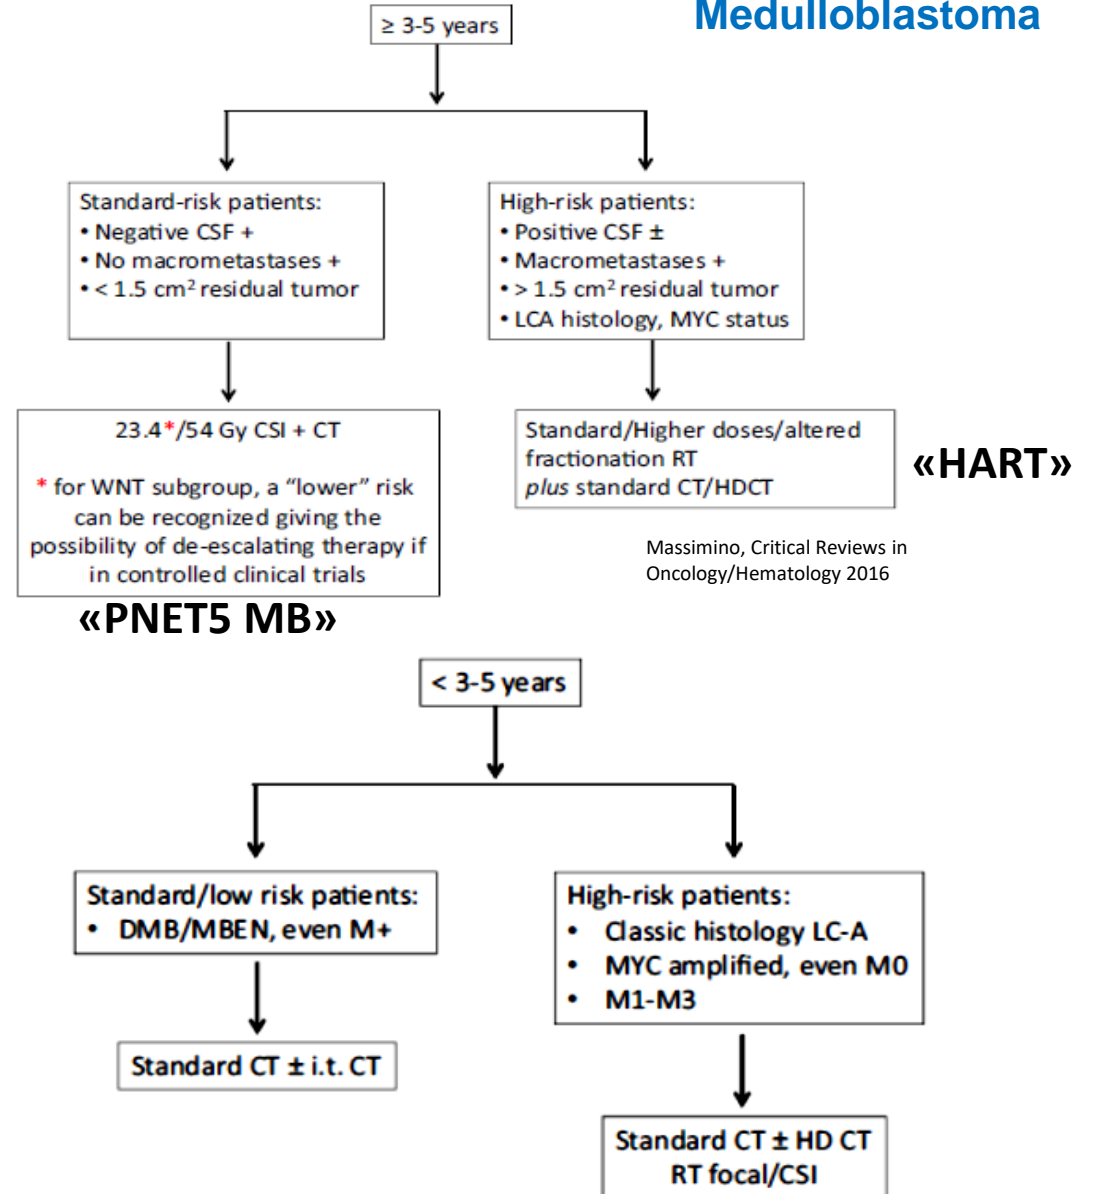 Medulloblastoma
≥ 3-5 years
Standard-risk patients:
• Negative CSF +
• No macrometastases +
• < 1.5 cm² residual tumor
High-risk patients:
• Positive CSF ±
• Macrometastases +
• > 1.5 cm² residual tumor
• LCA histology, MYC status
23.4*/54 Gy CSI + CT
* for WNT subgroup, a “lower” risk
can be recognized giving the
possibility of de-escalating therapy if
in controlled clinical trials
«PNET5 MB»
Standard/Higher doses/altered
fractionation RT
plus standard CT/HDCT
«HART»
Massimino, Critical Reviews in
Oncology/Hematology 2016
< 3-5 years
Standard/low risk patients:
• DMB/MBEN, even M+
Standard CT ± i.t. CT
High-risk patients:
• Classic histology LC-A
• MYC amplified, even M0
• M1-M3
Standard CT ± HD CT
RT focal/CSI